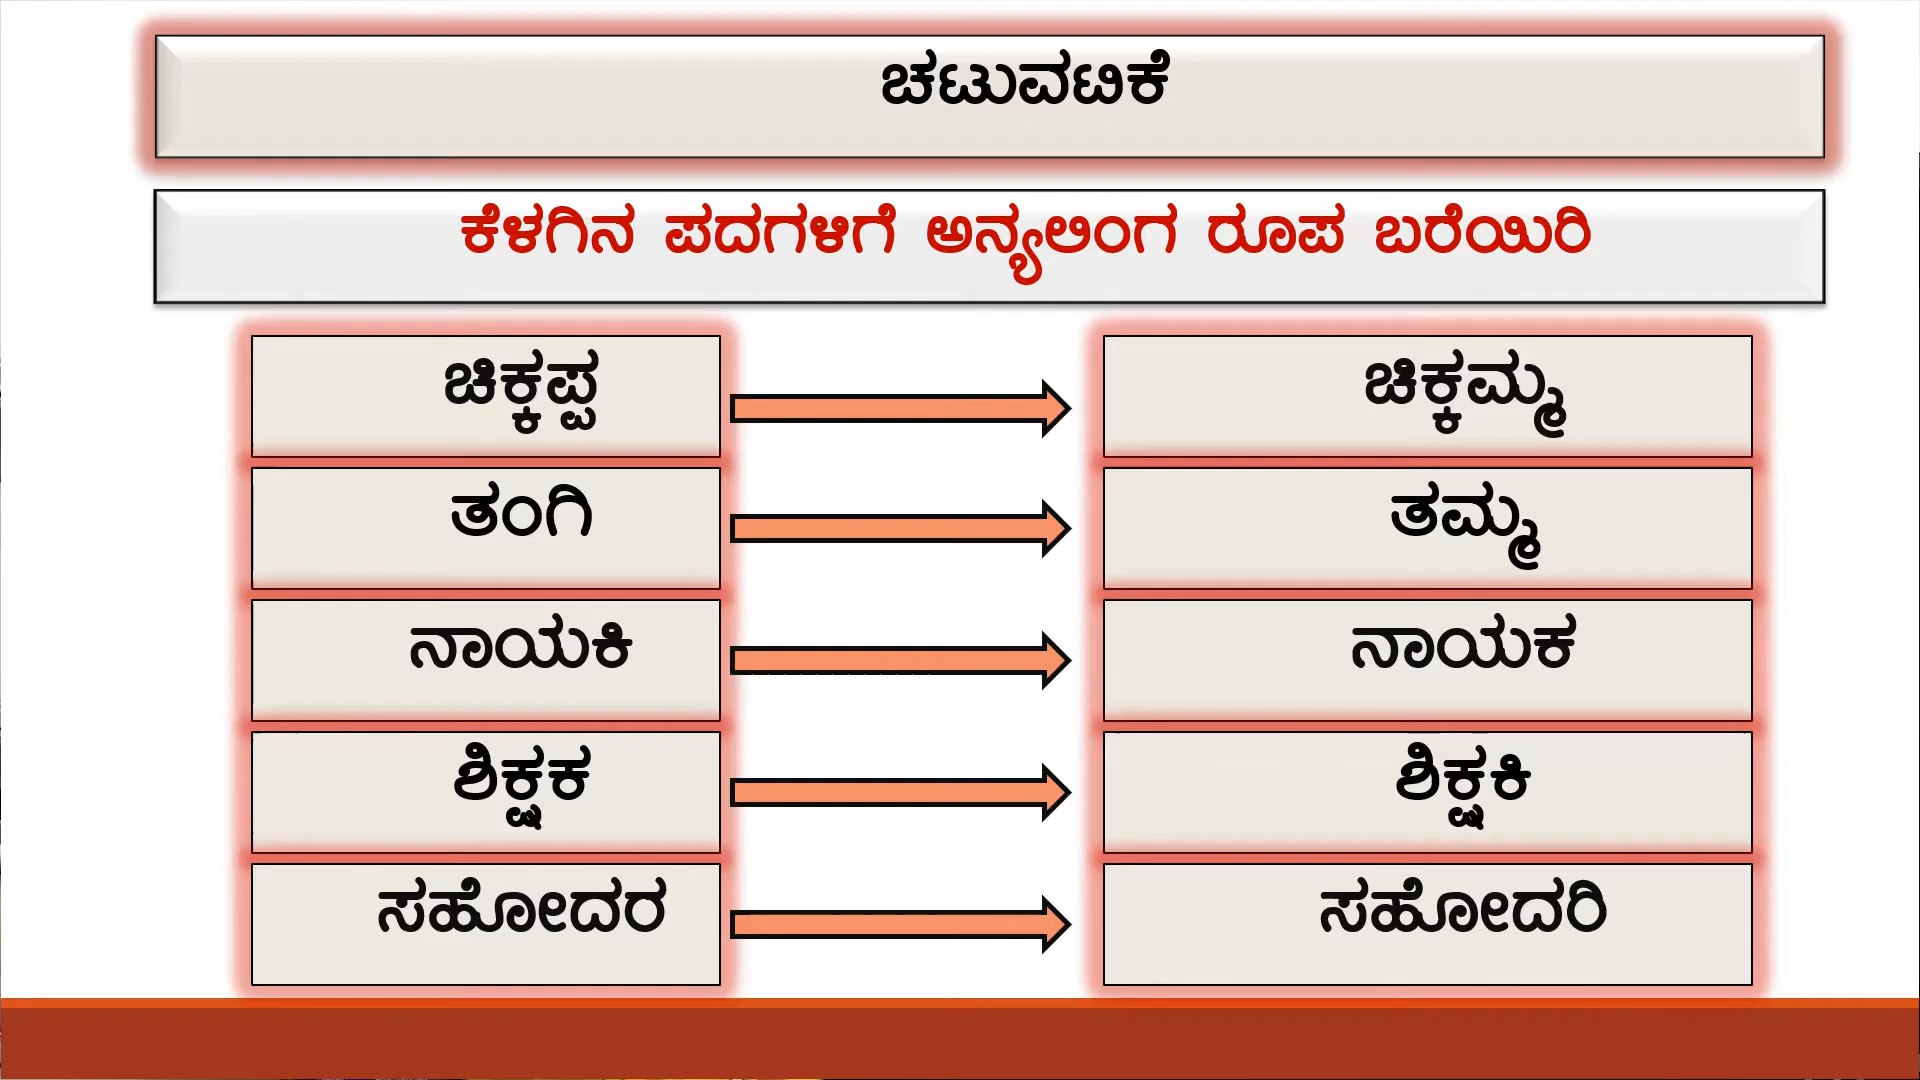 ಚಟುವಟಿಕೆ
ಕೆಳಗಿನ ಪದಗಳಿಗೆ ಅನ್ಯಲಿಂಗ ರೂಪ ಬರೆಯಿರಿ
ಚಿಕ್ಕಪ್ಪ ಚಿಕ್ಕಮ್ಮ
ತಂಗಿ ತಮ್ಮ
ನಾಯಕಿ ನಾಯಕ
ಶಿಕ್ಷಕ ಶಿಕ್ಷಕಿ
ಸಹೋದರ ಸಹೋದರಿ